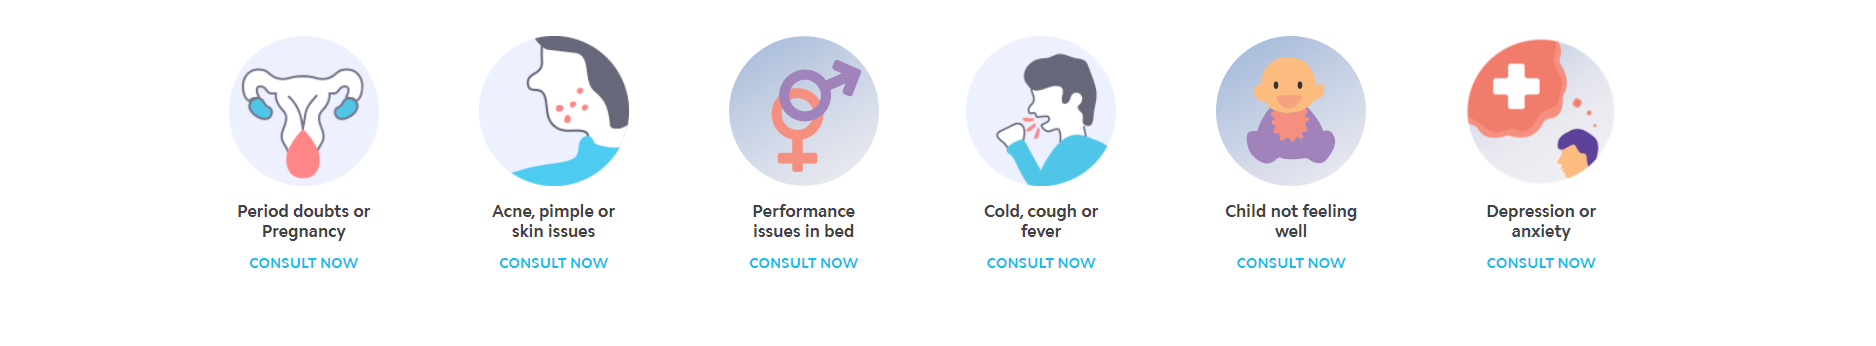 Period doubts or
Pregnancy
CONSULT NOW
Acne, pimple or
skin issues
CONSULT NOW
Performance
issues in bed
CONSULT NOW
Cold, cough or
fever
CONSULT NOW
Child not feeling
well
CONSULT NOW
Depression or
anxiety
CONSULT NOW